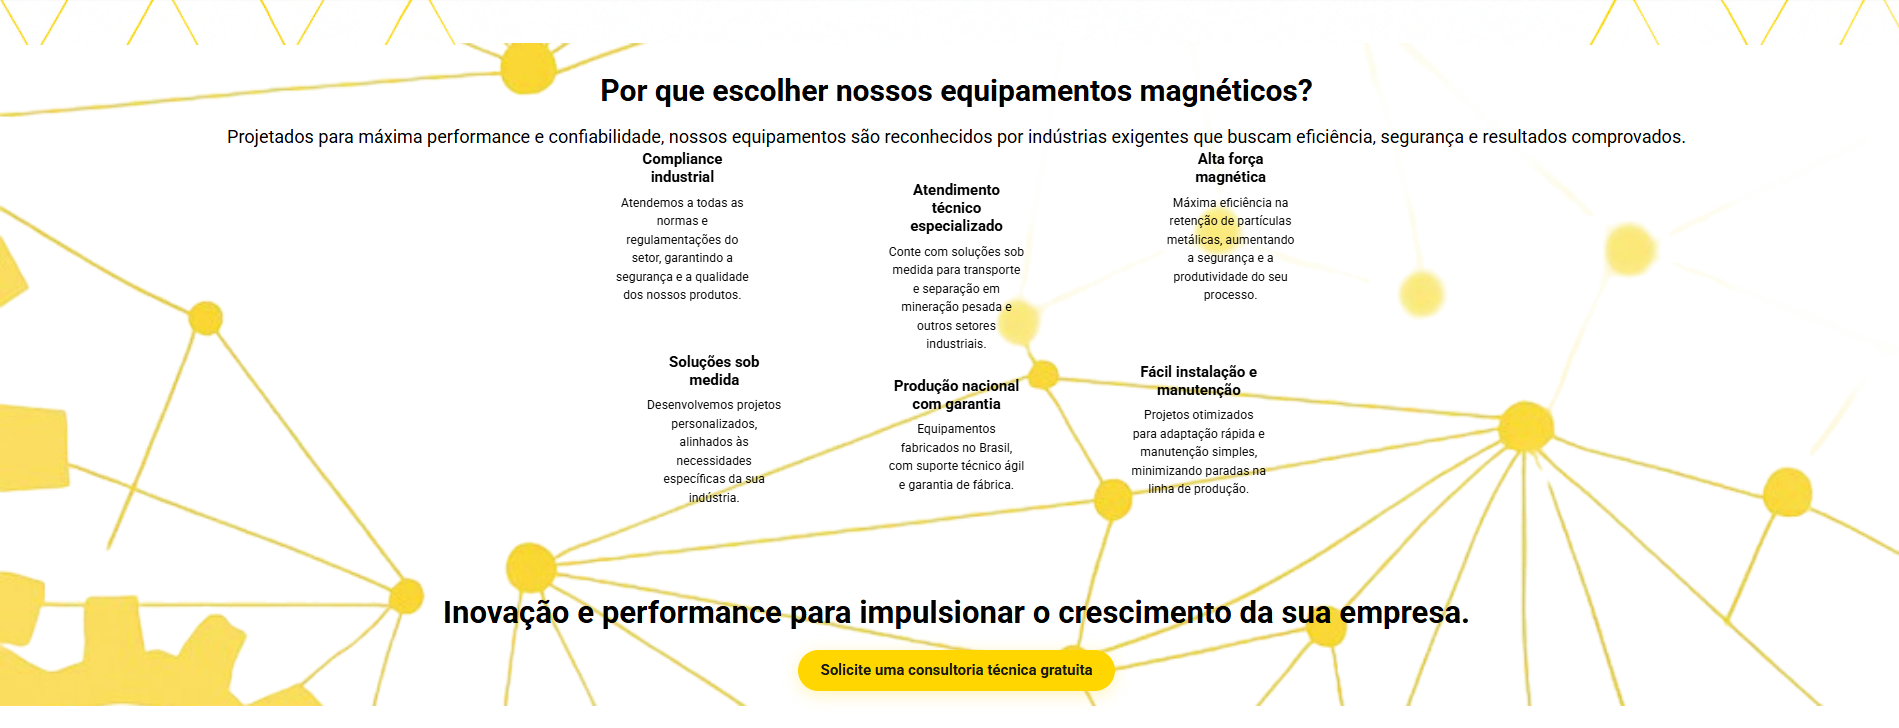 Por que escolher nossos equipamentos magnéticos?
Projetados para máxima performance e confiabilidade, nossos equipamentos são reconhecidos por indústrias exigentes que buscam eficiência, segurança e resultados comprovados.
Compliance
industrial
Atendemos a todas as
normas e
regulamentações do
setor, garantindo a
segurança e a qualidade
dos nossos produtos.
Atendimento
técnico
especializado
Conte com soluções sob
medida para transporte
e separação em
mineração pesada e
outros setores
industriais.
Alta força
magnética
Máxima eficiência na
retenção de partículas
metálicas, aumentando
a segurança e a
produtividade do seu
processo.
Soluções sob
medida
Desenvolvemos projetos
personalizados,
alinhados às
necessidades
específicas da sua
indústria.
Produção nacional
com garantia
Equipamentos
fabricados no Brasil,
com suporte técnico ágil
e garantia de fábrica.
Fácil instalação e
manutenção
Projetos otimizados
para adaptação rápida e
manutenção simples,
minimizando paradas na
linha de produção.
Inovação e performance para impulsionar o crescimento da sua empresa.
Solicite uma consultoria técnica gratuita